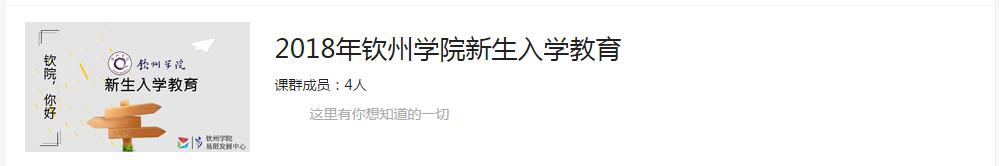 钦院，你好
钦州学院
新生入学教育
钦州学院
易班发展中心
2018年钦州学院新生入学教育
课群成员：4人
这里有你想知道的一切